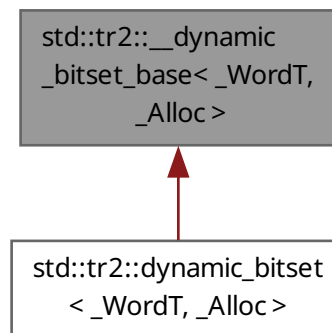 std::tr2::__dynamic
_bitset_base< _WordT,
_Alloc >
std::tr2::dynamic_bitset
< _WordT, _Alloc >